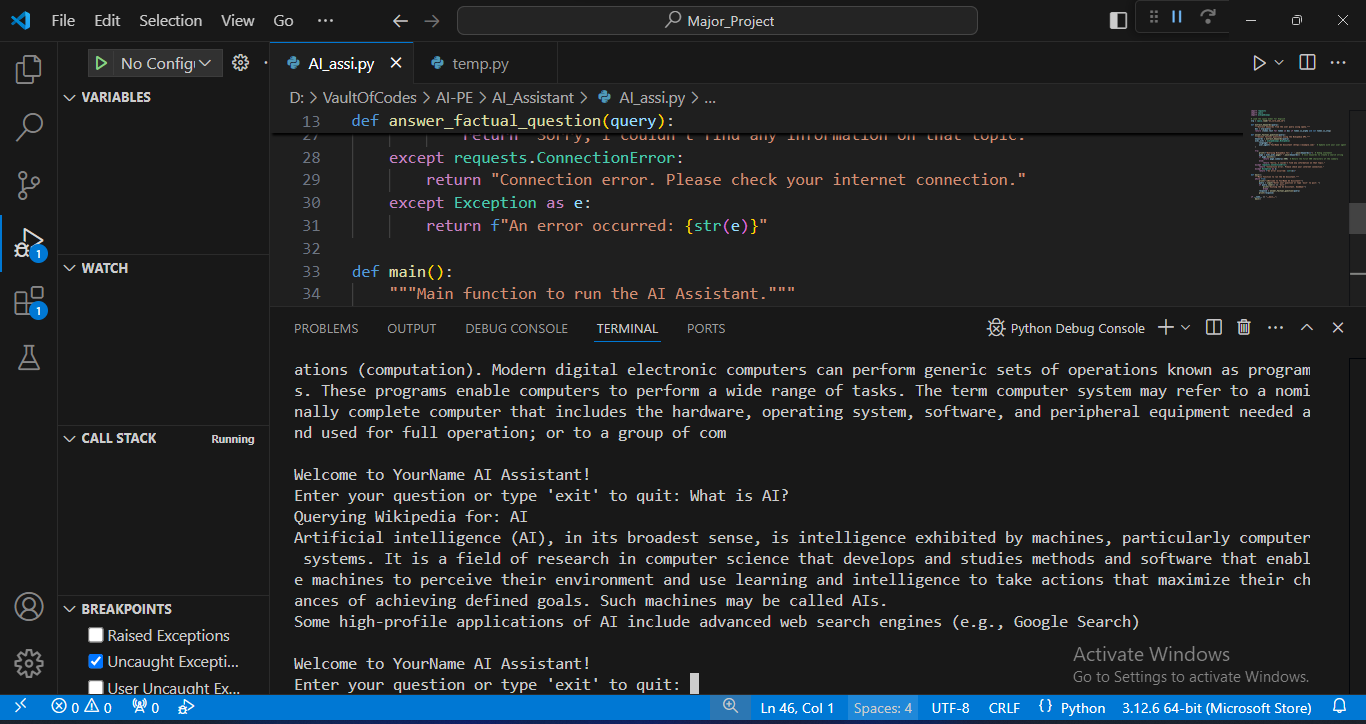 File Edit Selection View Go ··· Major_Project
No Confi
AI_assi.py temp.py
VARIABLES
D: > VaultOfCodes > AI-PE > AI_Assistant > AI_assi.py > ...
13 def answer_factual_question(query):
27 return "Sorry, I couldn't find any information on that topic."
28 except requests.ConnectionError:
29 return "Connection error. Please check your internet connection."
30 except Exception as e:
31 return f"An error occurred: {str(e)}"
32
33 def main():
34 """Main function to run the AI Assistant."""
1
WATCH
1
PROBLEMS OUTPUT DEBUG CONSOLE TERMINAL PORTS Python Debug Console
ations (computation). Modern digital electronic computers can perform generic sets of operations known as program
s. These programs enable computers to perform a wide range of tasks. The term computer system may refer to a nomi
nally complete computer that includes the hardware, operating system, software, and peripheral equipment needed a
nd used for full operation; or to a group of com
CALL STACK Running
Welcome to YourName AI Assistant!
Enter your question or type 'exit' to quit: What is AI?
Querying Wikipedia for: AI
Artificial intelligence (AI), in its broadest sense, is intelligence exhibited by machines, particularly computer
systems. It is a field of research in computer science that develops and studies methods and software that enabl
e machines to perceive their environment and use learning and intelligence to take actions that maximize their ch
ances of achieving defined goals. Such machines may be called AIs.
Some high-profile applications of AI include advanced web search engines (e.g., Google Search)
Welcome to YourName AI Assistant!
Enter your question or type 'exit' to quit:
BREAKPOINTS
Raised Exceptions
Uncaught Excepti...
User Uncaught Ex...
Activate Windows
Go to Settings to activate Windows.
0 0 0 Ln 46, Col 1 Spaces: 4 UTF-8 CRLF {} Python 3.12.6 64-bit (Microsoft Store)